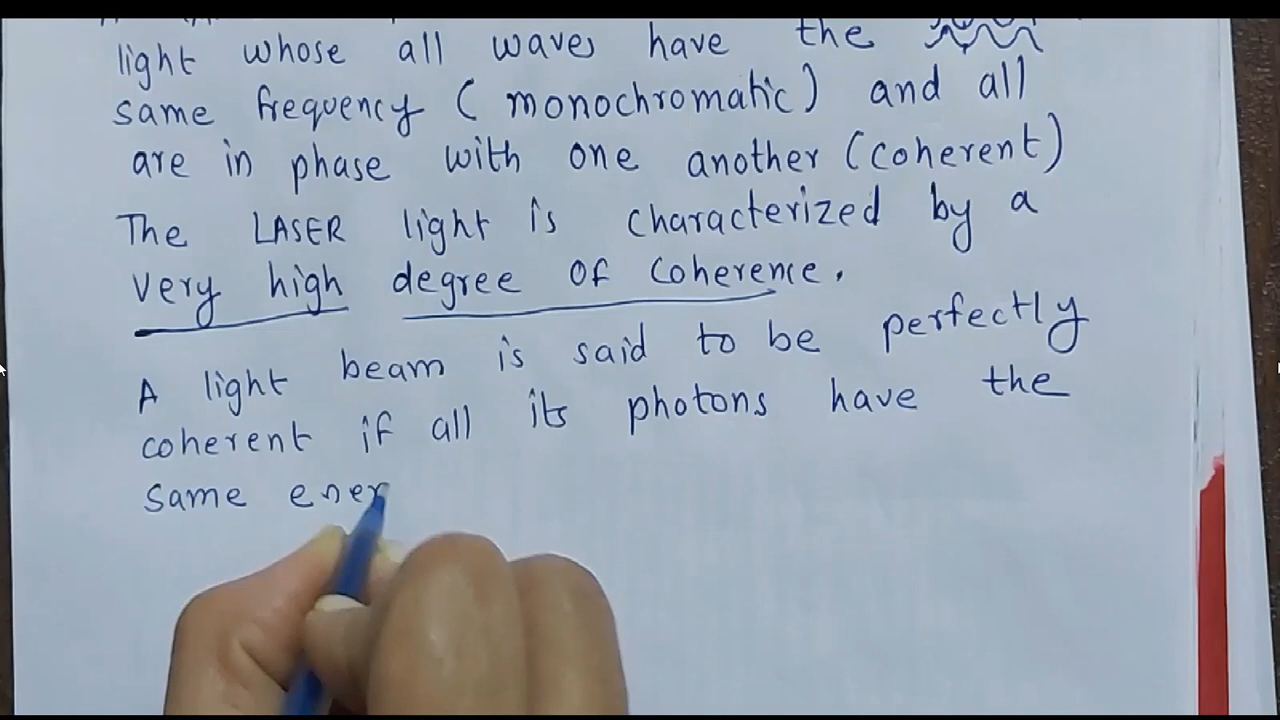 light whose all waves have the
same frequency (monochromatic) and all
are in phase with one another (coherent)
The LASER light is characterized by a
very high degree of coherence.
A light beam is said to be perfectly
coherent if all its photons have the
same ener